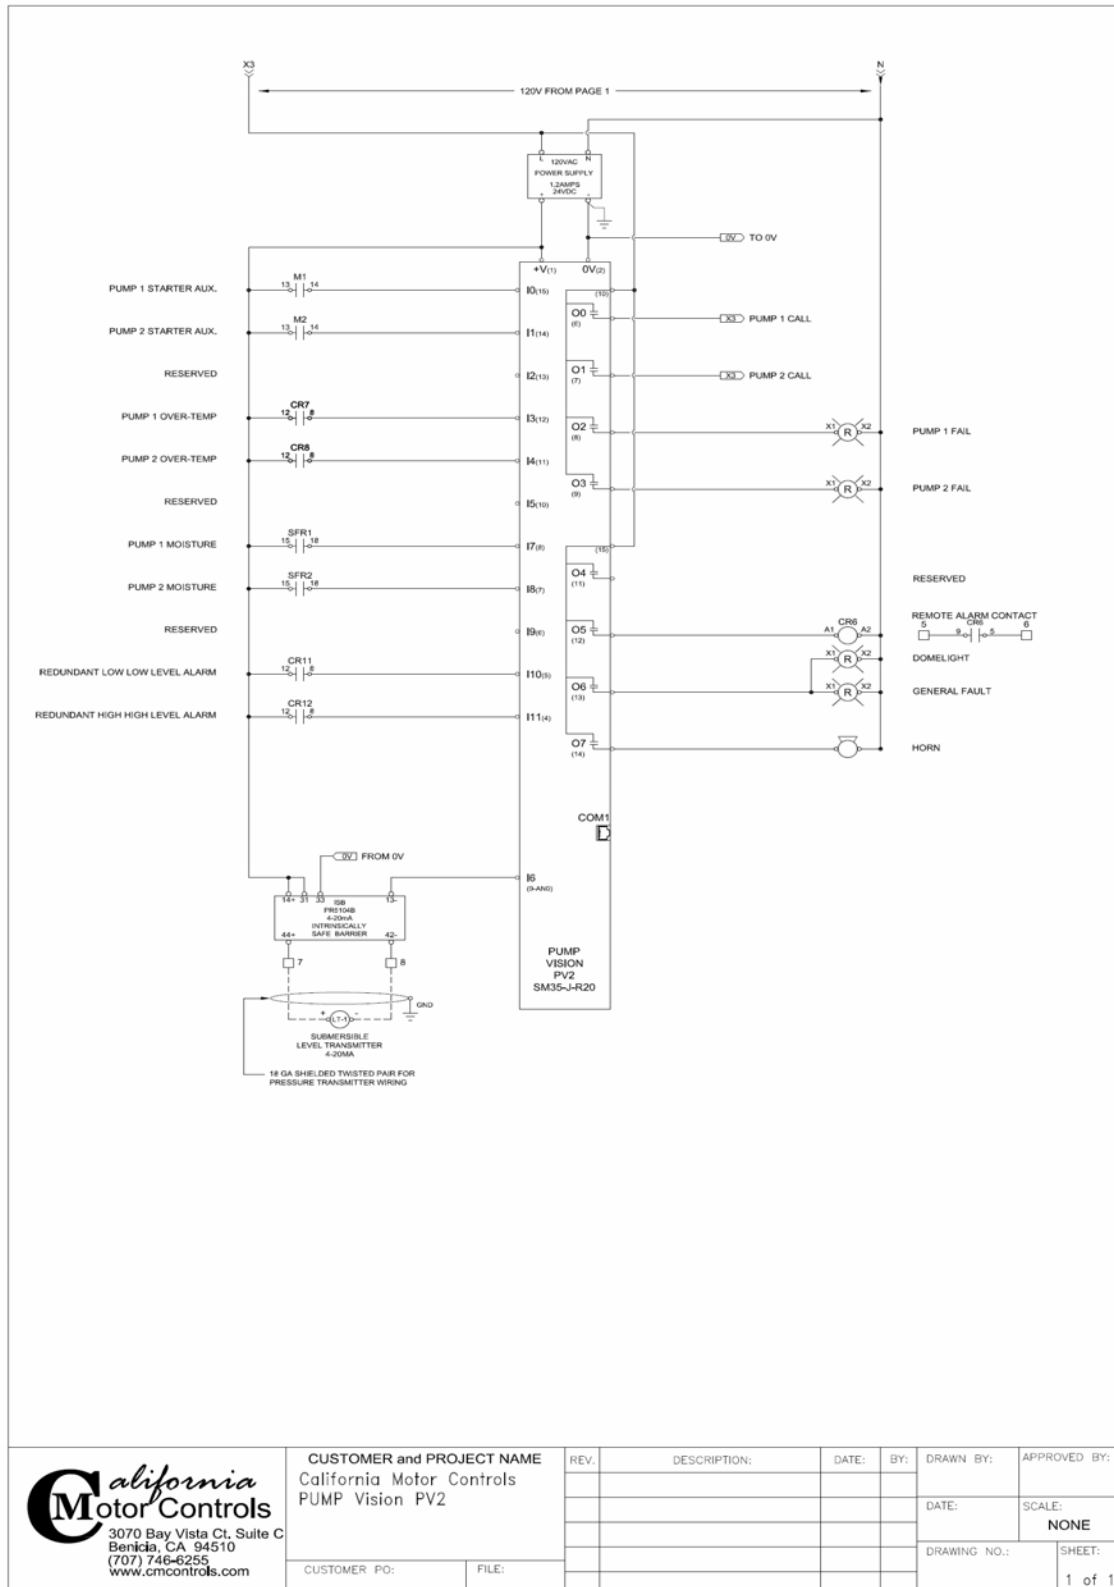 X3
N
120V FROM PAGE 1
L N
120VAC
POWER SUPPLY
1.2AMPS
24VDC
+ -
0V TO 0V
+V(1) 0V(2)
PUMP 1 STARTER AUX. 13 M1 14 I0(15)
(10)
O0 (6) X3 PUMP 1 CALL
PUMP 2 STARTER AUX. 13 M2 14 I1(14)
RESERVED I2(13)
O1 (7) X3 PUMP 2 CALL
PUMP 1 OVER-TEMP 12 CR7 8 I3(12)
O2 (8) X1 R X2 PUMP 1 FAIL
PUMP 2 OVER-TEMP 12 CR8 8 I4(11)
O3 (9) X1 R X2 PUMP 2 FAIL
RESERVED I5(10)
PUMP 1 MOISTURE 15 SFR1 18 I7(8)
(15)
O4 (11) RESERVED
PUMP 2 MOISTURE 15 SFR2 18 I8(7)
REMOTE ALARM CONTACT
5 9 CR6 5 6
RESERVED I9(6)
O5 (12) A1 CR6 A2
X1 R X2 DOMELIGHT
REDUNDANT LOW LOW LEVEL ALARM 12 CR11 8 I10(5)
O6 (13) X1 R X2 GENERAL FAULT
REDUNDANT HIGH HIGH LEVEL ALARM 12 CR12 8 I11(4)
O7 (14) HORN
COM1
0V FROM 0V
I6
(9-AN0)
14+ 31 33 13-
ISB
PR5104B
4-20mA
INTRINSICALLY
SAFE BARRIER
44+ 42-
7 8
PUMP
VISION
PV2
SM35-J-R20
GND
+ LT-1 -
SUBMERSIBLE
LEVEL TRANSMITTER
4-20MA
18 GA SHIELDED TWISTED PAIR FOR
PRESSURE TRANSMITTER WIRING
California
Motor Controls
3070 Bay Vista Ct. Suite C
Benicia, CA 94510
(707) 746-6255
www.cmcontrols.com
CUSTOMER and PROJECT NAME
California Motor Controls
PUMP Vision PV2
CUSTOMER PO: FILE:
REV. DESCRIPTION: DATE: BY:
DRAWN BY: APPROVED BY:
DATE: SCALE:
NONE
DRAWING NO.: SHEET:
1 of 1